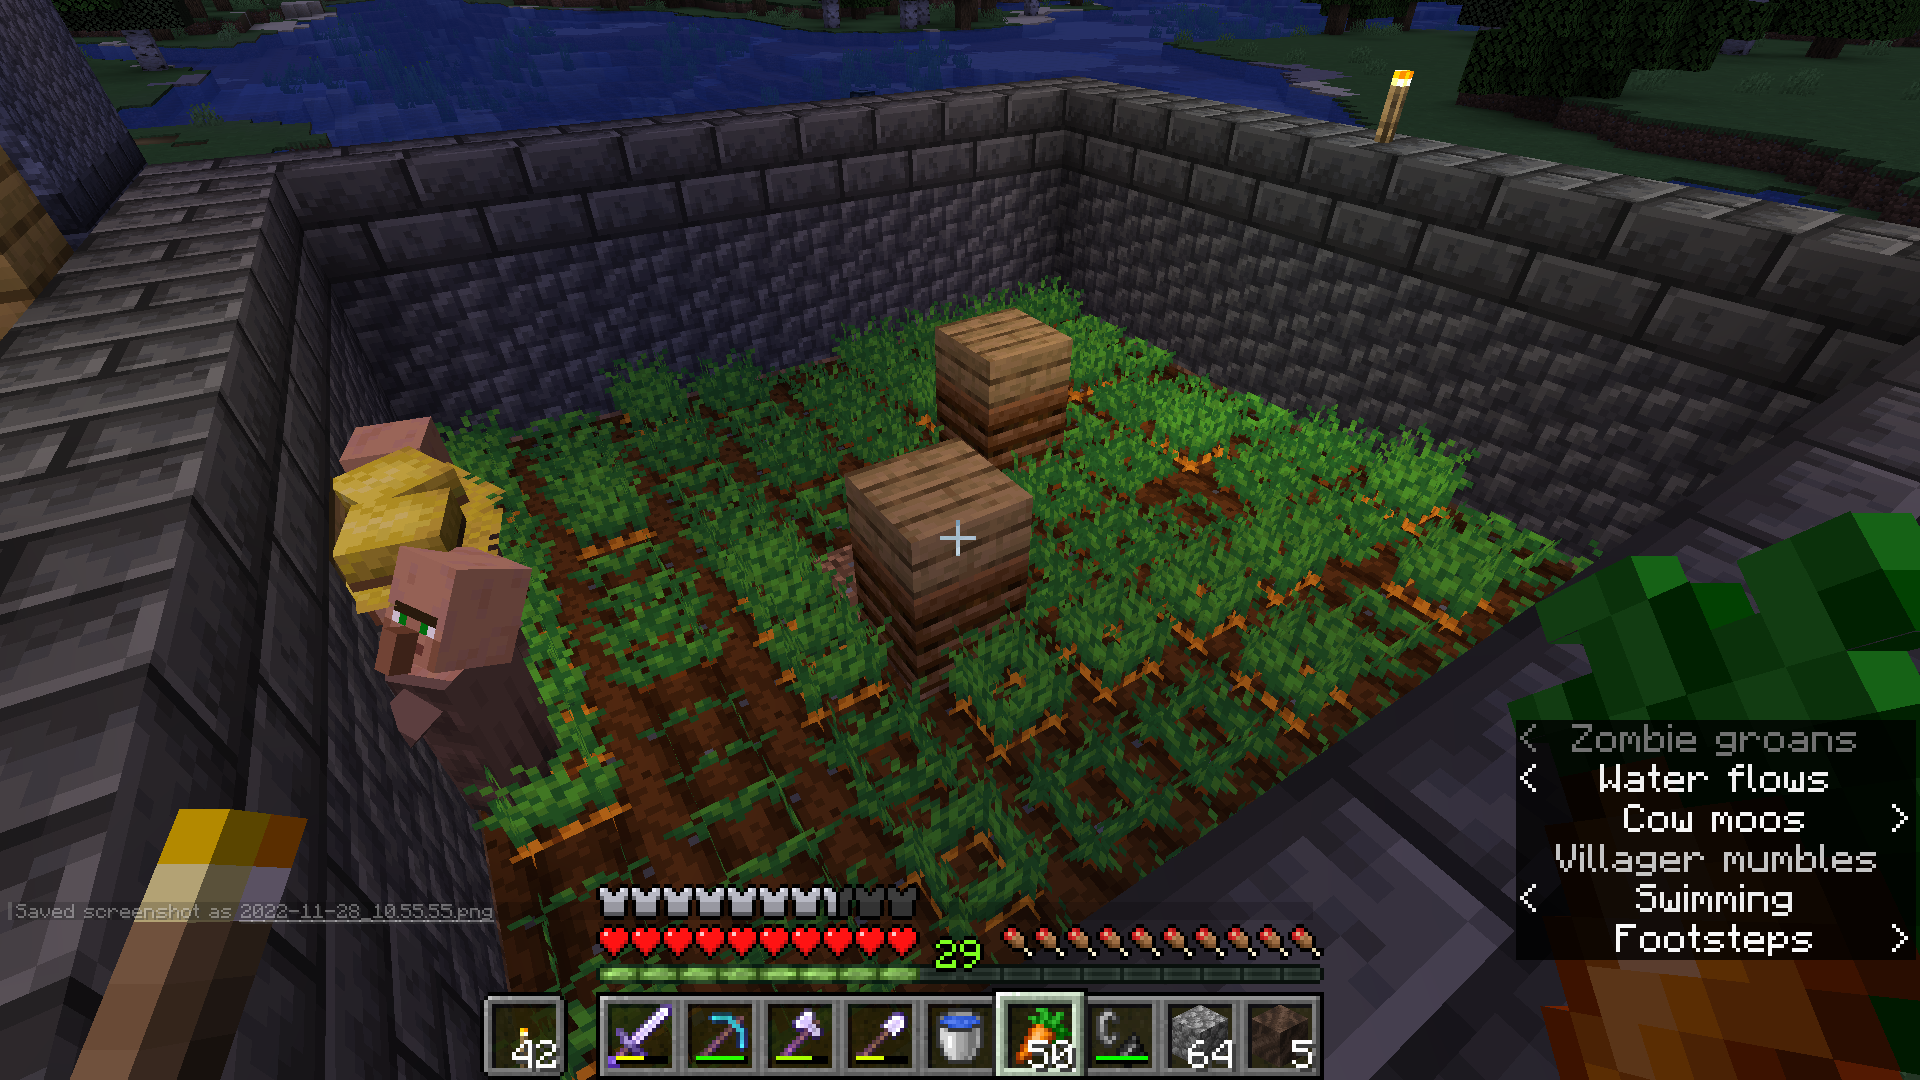 < Zombie groans
< Water flows
Cow moos >
Villager mumbles
< Swimming
Footsteps >
Saved screenshot as 2022-11-28_10.55.55.png
29
42
50
64
5